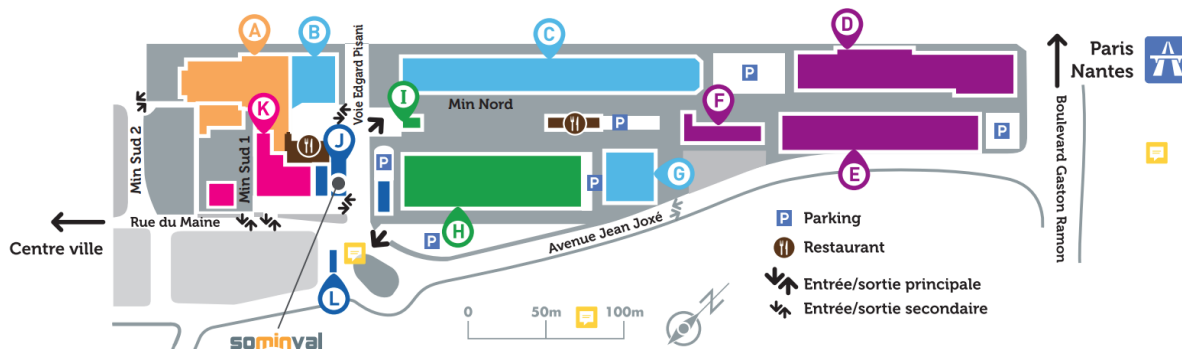 A
B
C
D
Voie Edgard Pisani
Paris
Nantes
P
I
Min Nord
F
K
J
P
P
Min Sud 2
Min Sud 1
P
P
G
E
Boulevard Gaston Ramon
Rue du Maine
Centre ville
H
P
Avenue Jean Joxé
P Parking
Restaurant
Entrée/sortie principale
Entrée/sortie secondaire
L
0 50m 100m
N
sominval